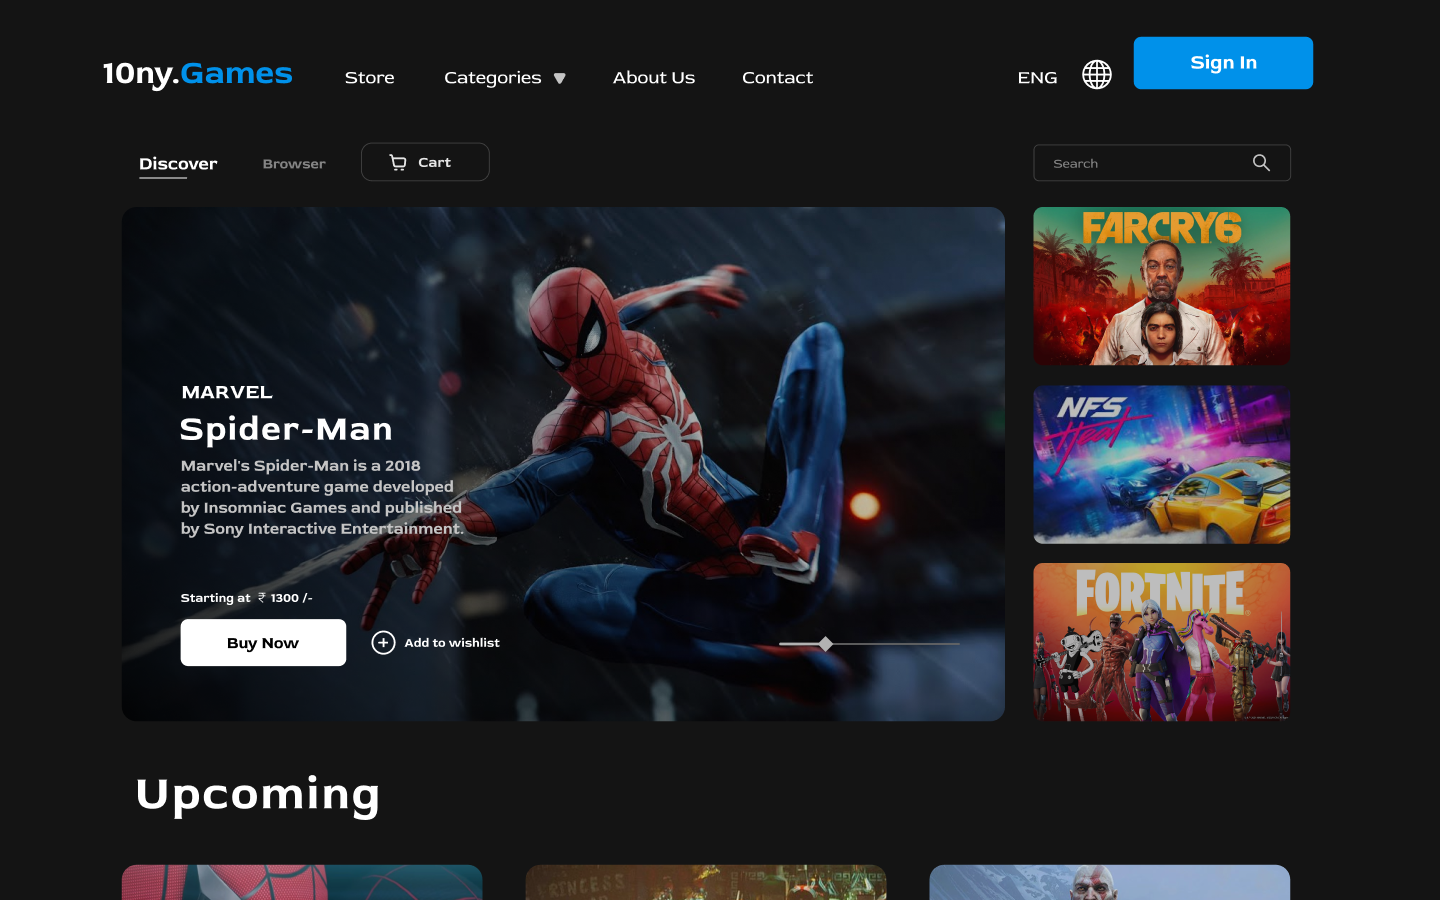 10ny.Games
Store
Categories
About Us
Contact
ENG
Sign In
Discover
Browser
Cart
Search
FARCRY6
MARVEL
Spider-Man
Marvel's Spider-Man is a 2018
action-adventure game developed
by Insomniac Games and published
by Sony Interactive Entertainment.
Starting at ₹ 1300 /-
Buy Now
Add to wishlist
NFS
Heat
FORTNITE
Upcoming